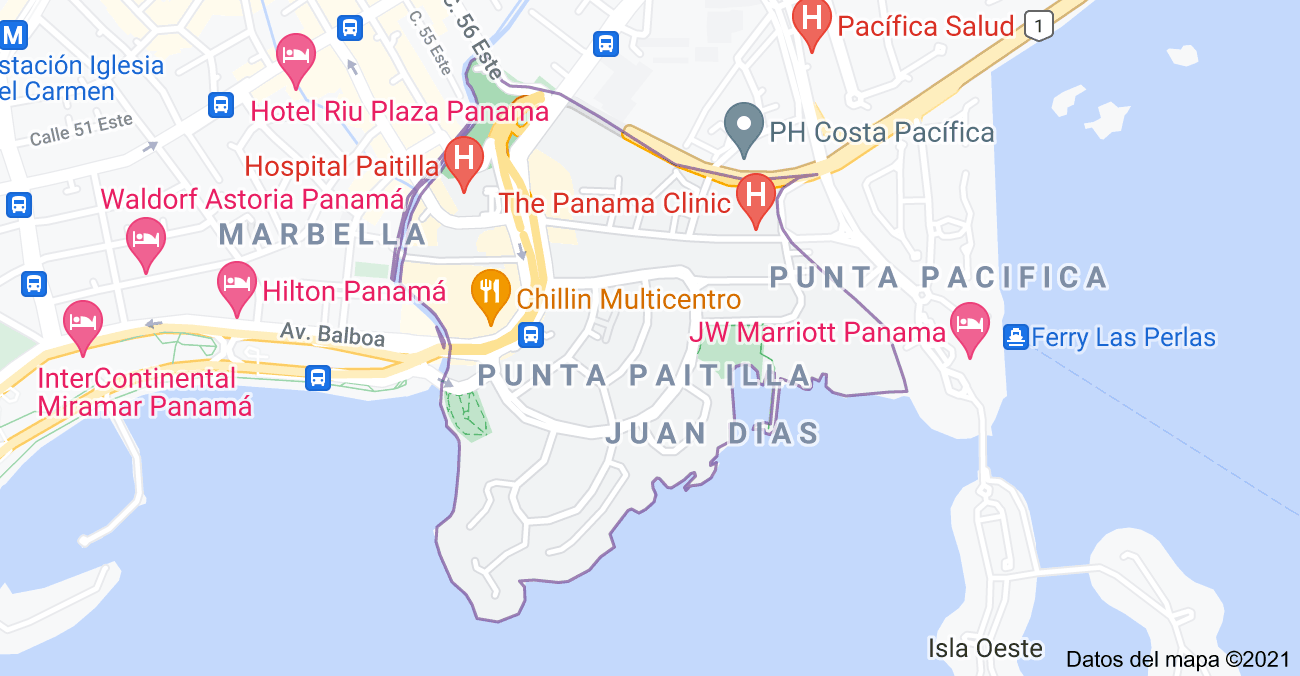 C. 56 Este
C. 55 Este
H
Pacífica Salud
1
M
stación Iglesia
el Carmen
Hotel Riu Plaza Panama
Calle 51 Este
PH Costa Pacífica
Hospital Paitilla
H
Waldorf Astoria Panamá
The Panama Clinic
H
MARBELLA
PUNTA PACIFICA
Hilton Panamá
Chillin Multicentro
Av. Balboa
JW Marriott Panama
Ferry Las Perlas
InterContinental
Miramar Panamá
PUNTA PAITILLA
JUAN DIAS
Isla Oeste
Datos del mapa ©2021